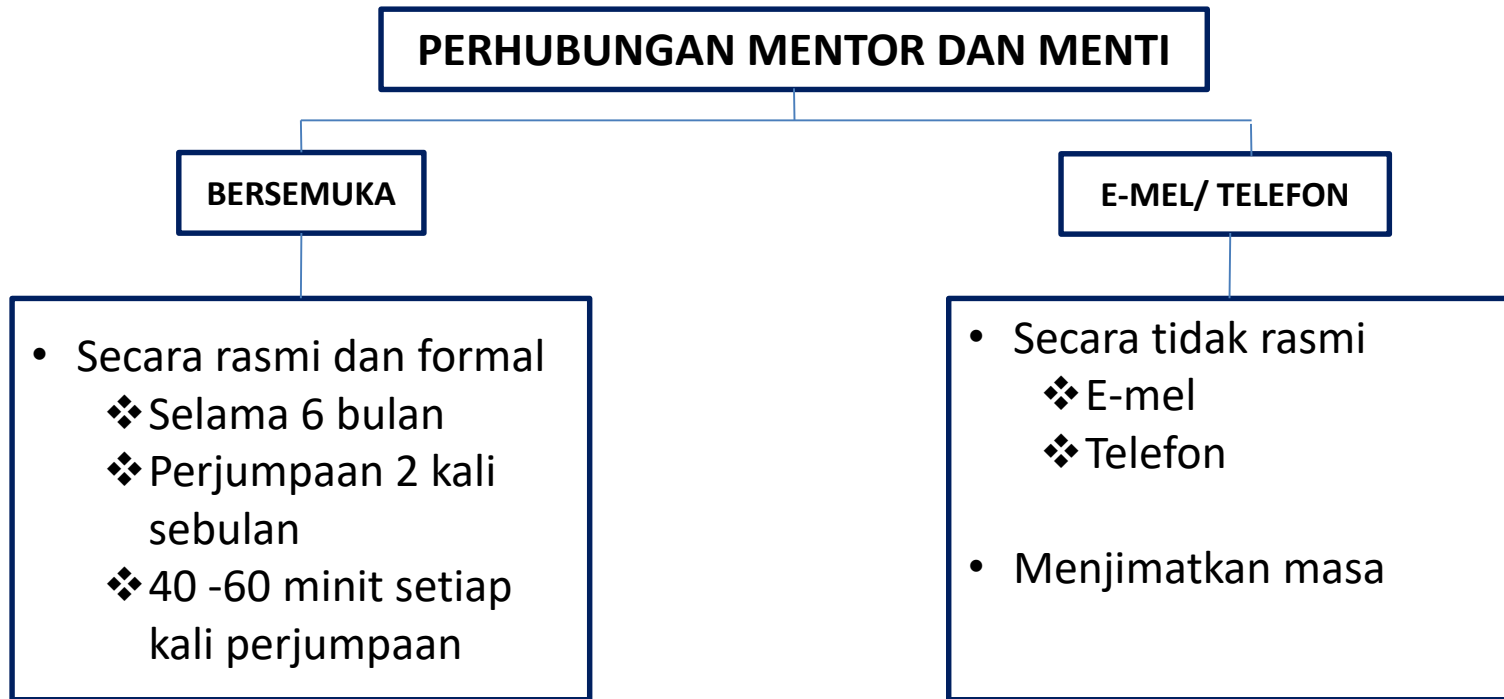 PERHUBUNGAN MENTOR DAN MENTI
BERSEMUKA
• Secara rasmi dan formal
❖Selama 6 bulan
❖Perjumpaan 2 kali
sebulan
❖40 -60 minit setiap
kali perjumpaan
E-MEL/ TELEFON
• Secara tidak rasmi
❖E-mel
❖Telefon
• Menjimatkan masa